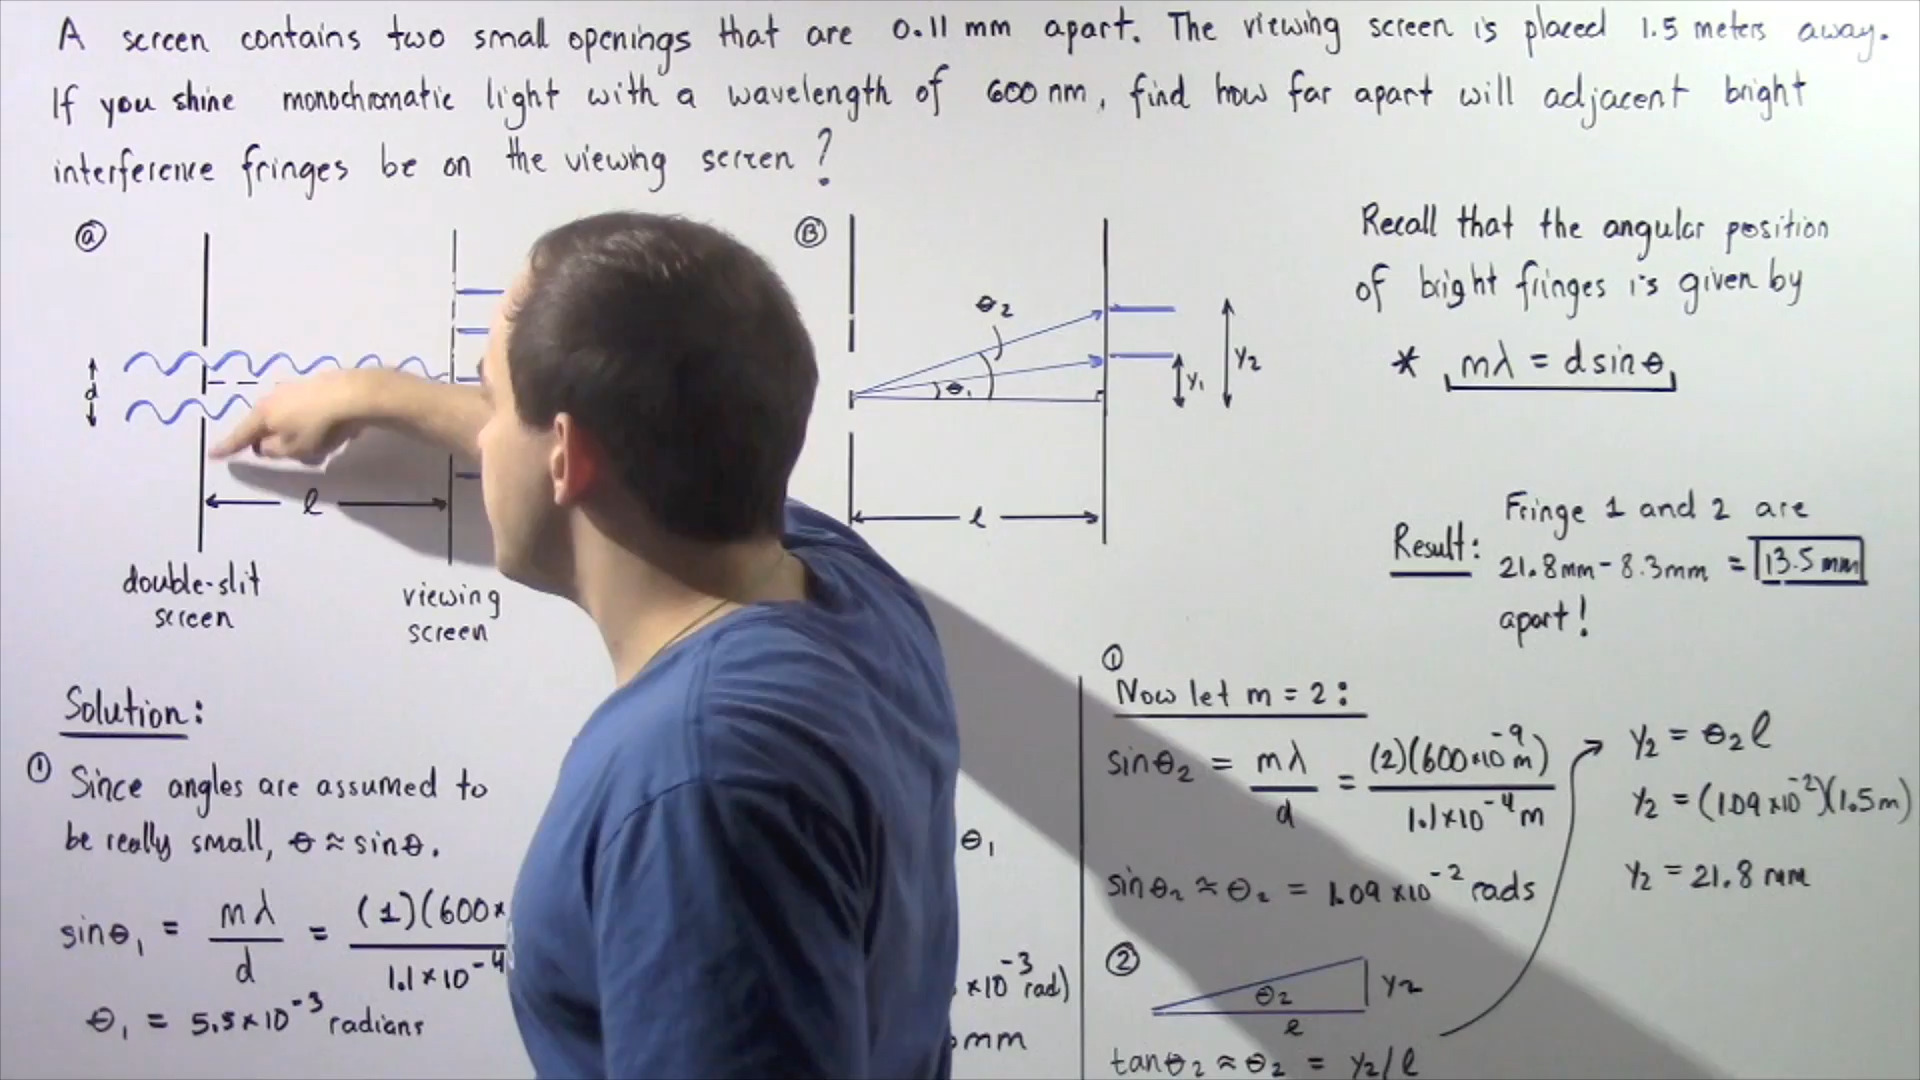 A screen contains two small openings that are 0.11 mm apart. The viewing screen is placed 1.5 meters away.
If you shine monochromatic light with a wavelength of 600 nm, find how far apart will adjacent bright
interference fringes be on the viewing screen?
a
d
l
double-slit
screen
viewing
screen
B
θ2
θ1
Y1
Y2
l
Recall that the angular position
of bright fringes is given by
* mλ = d sinθ
Result:
Fringe 1 and 2 are
21.8mm - 8.3mm = 13.5 mm
apart!
Solution:
① Since angles are assumed to
be really small, θ ≈ sinθ.
sinθ1 = mλ/d = (1)(600×
1.1×10^-4
θ1 = 5.5×10^-3 radians
θ1
×10^-3 rad)
mm
①
Now let m = 2:
sinθ2 = mλ/d = (2)(600×10^-9 m)/1.1×10^-4 m
sinθ2 ≈ θ2 = 1.09×10^-2 rads
②
θ2
Y2
l
tanθ2 ≈ θ2 = Y2/l
Y2 = θ2 l
Y2 = (1.09×10^-2)(1.5m)
Y2 = 21.8 mm